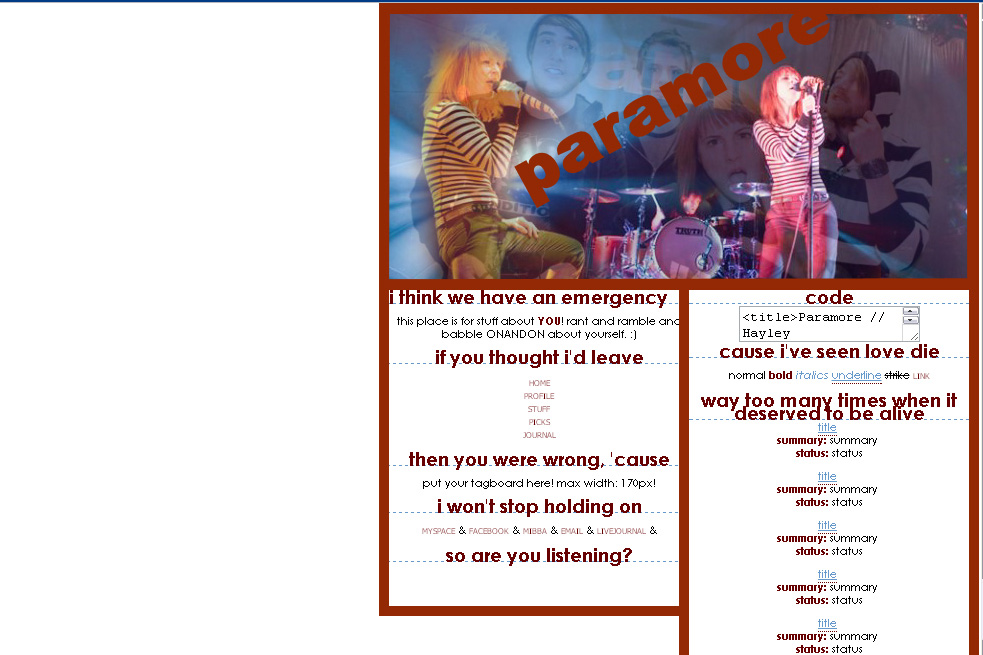 paramore
i think we have an emergency
this place is for stuff about YOU! rant and ramble and
babble ONANDON about yourself. :)
if you thought i'd leave
HOME
PROFILE
STUFF
PICKS
JOURNAL
then you were wrong, 'cause
put your tagboard here! max width: 170px!
i won't stop holding on
MYSPACE & FACEBOOK & MIBBA & EMAIL & LIVEJOURNAL &
so are you listening?
code
<title>Paramore //
Hayley
cause i've seen love die
normal bold italics underline strike LINK
way too many times when it
deserved to be alive
title
summary: summary
status: status
title
summary: summary
status: status
title
summary: summary
status: status
title
summary: summary
status: status
title
summary: summary
status: status